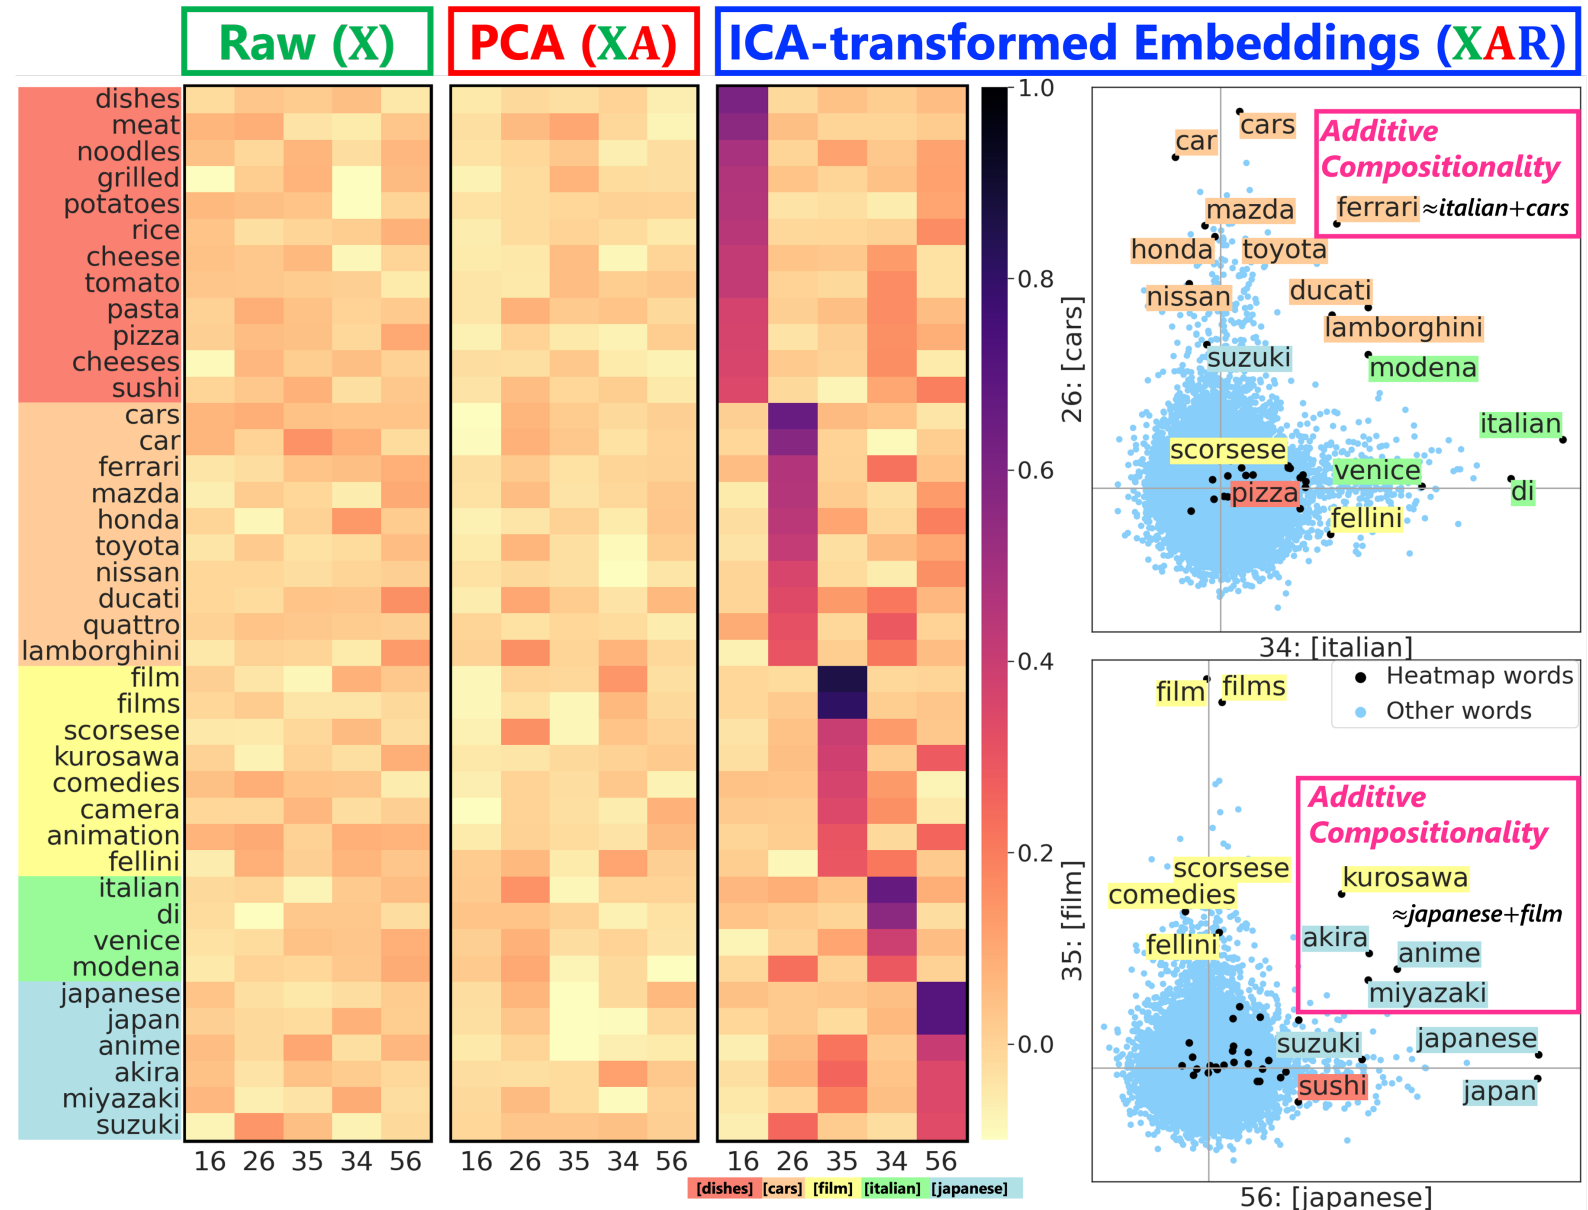 Raw (X)
PCA (XA)
ICA-transformed Embeddings (XAR)
dishes
meat
noodles
grilled
potatoes
rice
cheese
tomato
pasta
pizza
cheeses
sushi
cars
car
ferrari
mazda
honda
toyota
nissan
ducati
quattro
lamborghini
film
films
scorsese
kurosawa
comedies
camera
animation
fellini
italian
di
venice
modena
japanese
japan
anime
akira
miyazaki
suzuki
16 26 35 34 56
16 26 35 34 56
16 26 35 34 56
[dishes] [cars] [film] [italian] [japanese]
1.0
0.8
0.6
0.4
0.2
0.0
26: [cars]
cars
car
Additive
Compositionality
mazda
ferrari ≈italian+cars
honda
toyota
nissan
ducati
lamborghini
suzuki
modena
italian
scorsese
venice
pizza
di
fellini
34: [italian]
35: [film]
film
films
Heatmap words
Other words
Additive
Compositionality
scorsese
kurosawa
comedies
≈japanese+film
akira
fellini
anime
miyazaki
suzuki
japanese
sushi
japan
56: [japanese]